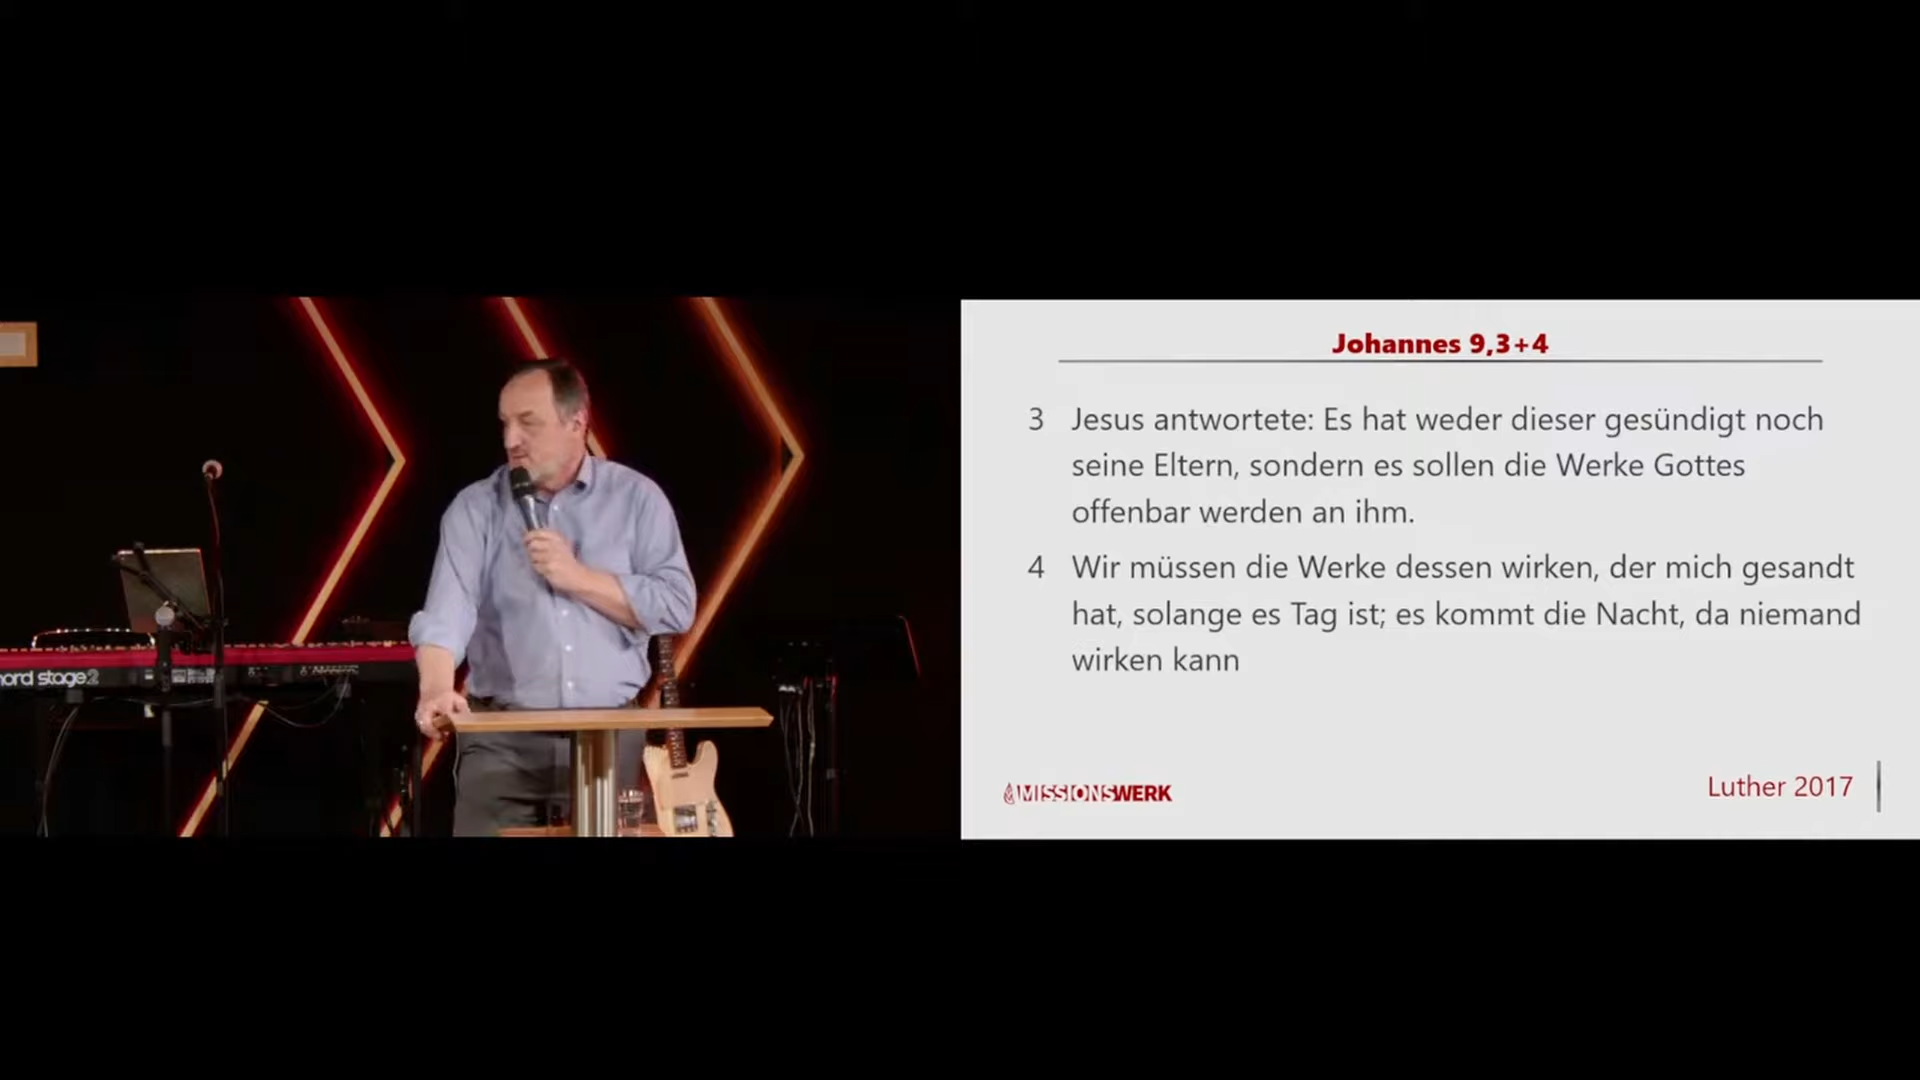 nord stage2
Johannes 9,3+4
3 Jesus antwortete: Es hat weder dieser gesündigt noch
seine Eltern, sondern es sollen die Werke Gottes
offenbar werden an ihm.
4 Wir müssen die Werke dessen wirken, der mich gesandt
hat, solange es Tag ist; es kommt die Nacht, da niemand
wirken kann
MISSIONSWERK
Luther 2017